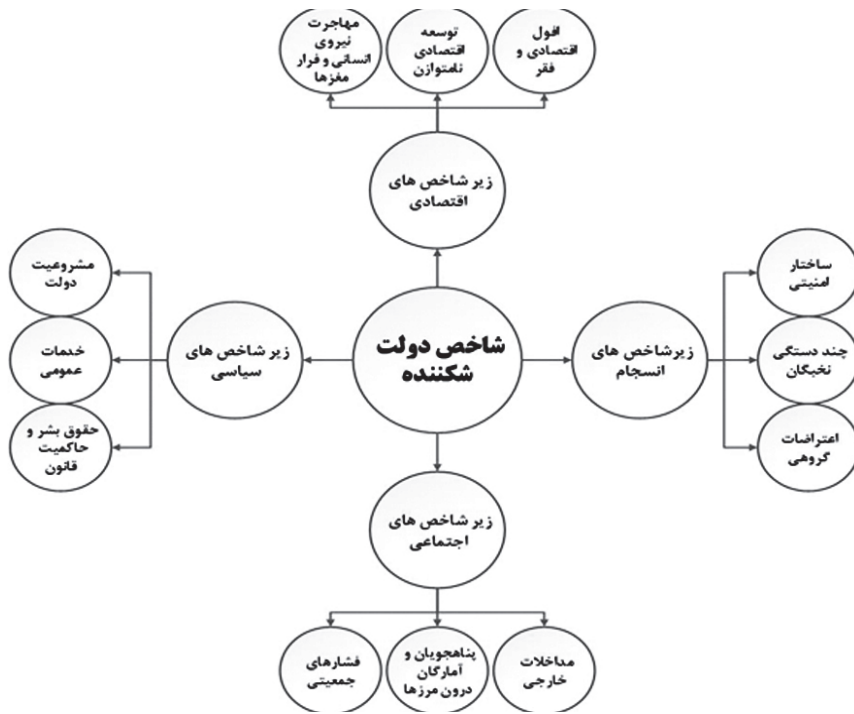 افول
اقتصادی و
فقر
توسعه
اقتصادی
نامتوازن
مهاجرت
نیروی
انسانی و فرار
مغزها
زیر شاخص های
اقتصادی
ساختار
امنیتی
چند دستگی
نخبگان
اعتراضات
گروهی
زیرشاخص های
انسجام
شاخص دولت
شکننده
زیر شاخص های
سیاسی
مشروعیت
دولت
خدمات
عمومی
حقوق بشر و
حاکمیت
قانون
زیر شاخص های
اجتماعی
مداخلات
خارجی
پناهجویان و
آمارگان
درون مرزها
فشارهای
جمعیتی